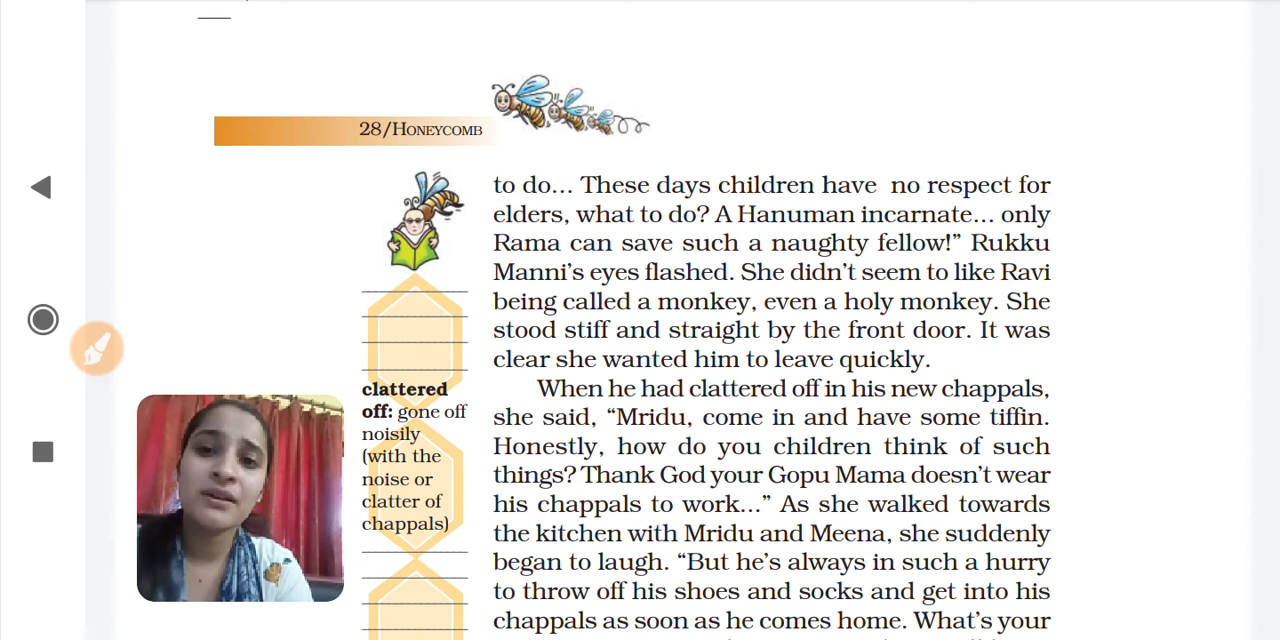 28/HONEYCOMB
to do... These days children have no respect for
elders, what to do? A Hanuman incarnate... only
Rama can save such a naughty fellow!” Rukku
Manni’s eyes flashed. She didn’t seem to like Ravi
being called a monkey, even a holy monkey. She
stood stiff and straight by the front door. It was
clear she wanted him to leave quickly.
When he had clattered off in his new chappals,
she said, “Mridu, come in and have some tiffin.
Honestly, how do you children think of such
things? Thank God your Gopu Mama doesn’t wear
his chappals to work...” As she walked towards
the kitchen with Mridu and Meena, she suddenly
began to laugh. “But he’s always in such a hurry
to throw off his shoes and socks and get into his
chappals as soon as he comes home. What’s your
clattered
off: gone off
noisily
(with the
noise or
clatter of
chappals)